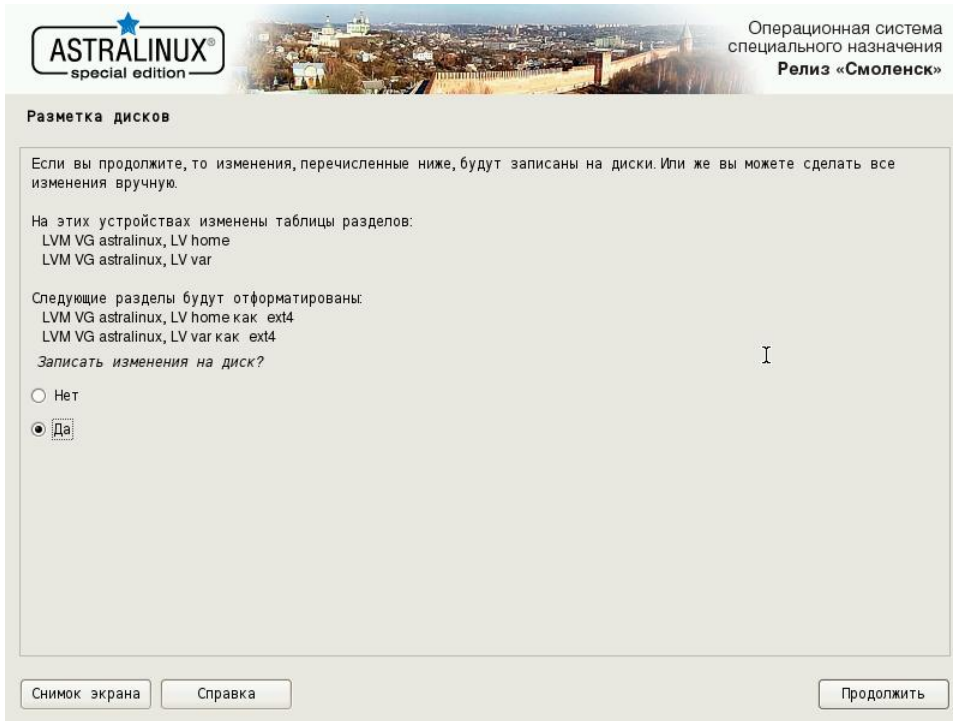 ASTRALINUX®
special edition
Операционная система
специального назначения
Релиз «Смоленск»
Разметка дисков
Если вы продолжите, то изменения, перечисленные ниже, будут записаны на диски. Или же вы можете сделать все
изменения вручную.
На этих устройствах изменены таблицы разделов:
LVM VG astralinux, LV home
LVM VG astralinux, LV var
Следующие разделы будут отформатированы:
LVM VG astralinux, LV home как ext4
LVM VG astralinux, LV var как ext4
Записать изменения на диск?
Нет
Да
Снимок экрана
Справка
Продолжить